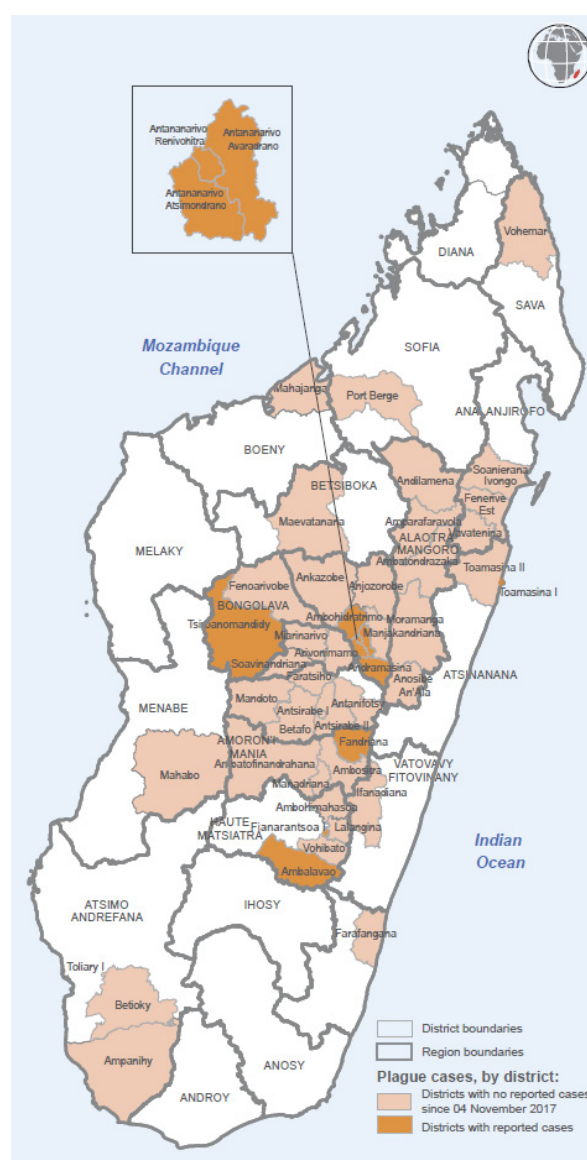 Antananarivo
Renivohitra
Antananarivo
Avaradrano
Antananarivo
Atsimondrano
Vohemar
DIANA
SAVA
Mozambique
Channel
SOFIA
Mahajanga
Port Berge
ANALANJIROFO
BOENY
BETSIBOKA
Andilamena
Soanierana
Ivongo
Fenerive
Est
Maevatanana
Amparafaravola
Vavatenina
ALAOTRA
MANGORO
MELAKY
Ambatondrazaka
Toamasina II
Ankazobe
Anjozorobe
Fenoarivobe
Toamasina I
BONGOLAVA
Ambohidratrimo
Moramanga
Tsiroanomandidy
Miarinarivo
Manjakandriana
Arivonimamo
Soavinandriana
Andramasina
Faratsiho
Anosibe
An'Ala
ATSINANANA
MENABE
Mandoto
Antanifotsy
Antsirabe I
Betafo
Antsirabe II
AMORON'I
MANIA
Fandriana
VATOVAVY
FITOVINANY
Mahabo
Ambatofinandrahana
Ambositra
Manadriana
Ifanadiana
Ambohimahasoa
HAUTE
MATSIATRA
Fianarantsoa I
Lalangina
Vohibato
Indian
Ocean
Ambalavao
ATSIMO
ANDREFANA
IHOSY
Farafangana
Toliary I
Betioky
Ampanihy
ANOSY
ANDROY
District boundaries
Region boundaries
Plague cases, by district:
Districts with no reported cases
since 04 November 2017
Districts with reported cases